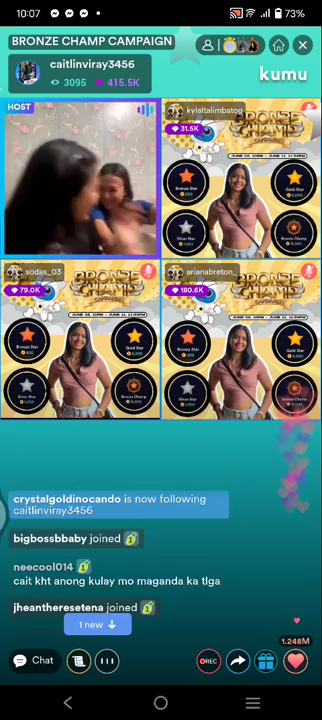 10:07
73%
BRONZE CHAMP CAMPAIGN
caitlinviray3456
3095 415.5K
kumu
HOST
kylaltalimbatog
31.5K
BRONZE
CHAMP
CAMPAIGN
Bronze Star
Gold Star
Silver Star
Bronze Champ
sodas_03
79.0K
BRONZE
CHAMP
CAMPAIGN
Bronze Star
Gold Star
Silver Star
Bronze Champ
arianabreton_
180.6K
BRONZE
CHAMP
CAMPAIGN
Bronze Star
Gold Star
Silver Star
Bronze Champ
crystalgoldinocando is now following
caitlinviray3456
bigbossbbaby joined
neecool014
cait kht anong kulay mo maganda ka tlga
jheantheresetena joined
1 new
1.248M
Chat
REC